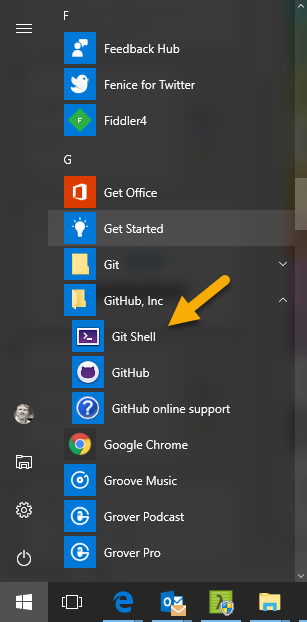 F
Feedback Hub
Fenice for Twitter
Fiddler4
G
Get Office
Get Started
Git
GitHub, Inc
Git Shell
GitHub
GitHub online support
Google Chrome
Groove Music
Grover Podcast
Grover Pro